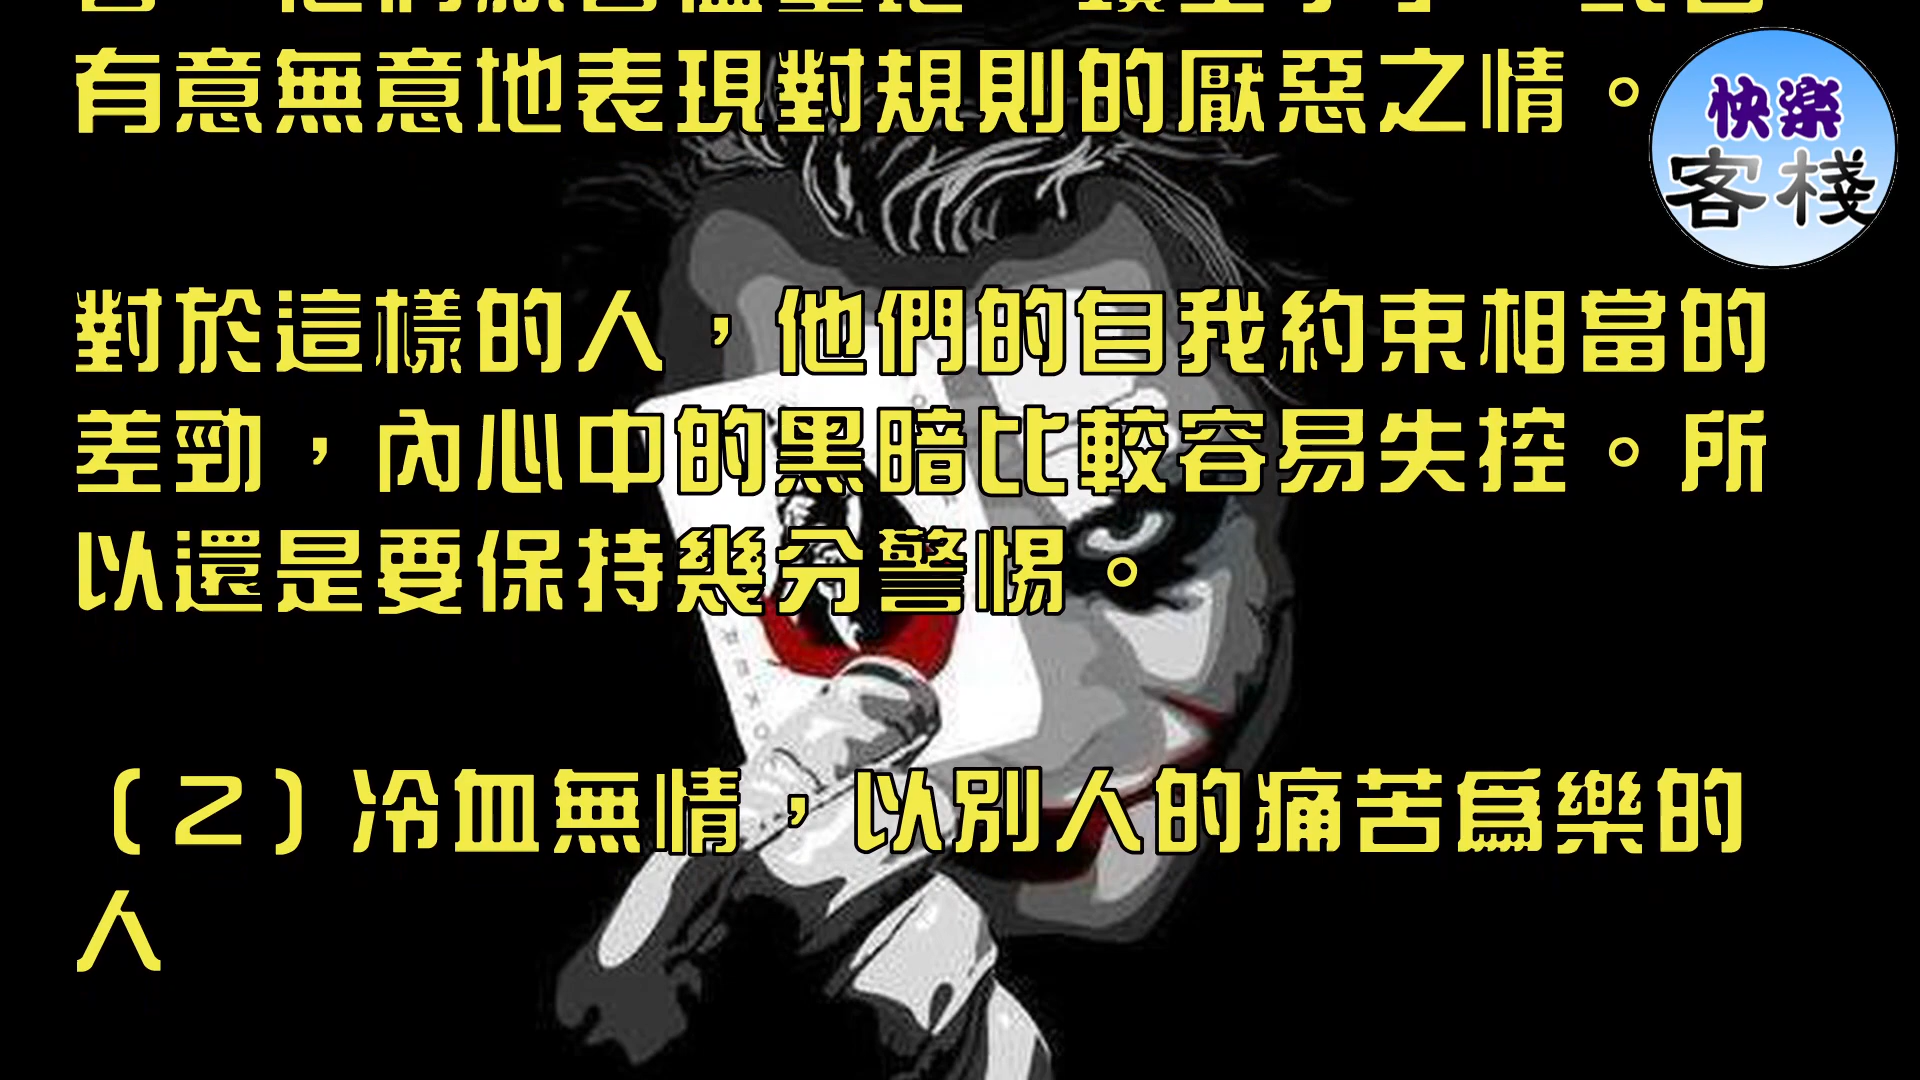 有意無意地表現對規則的厭惡之情。
快樂
客棧
對於這樣的人，他們的自我約束相當的
差勁，內心中的黑暗比較容易失控。所
以還是要保持幾分警惕。
（2）冷血無情，以別人的痛苦為樂的
人